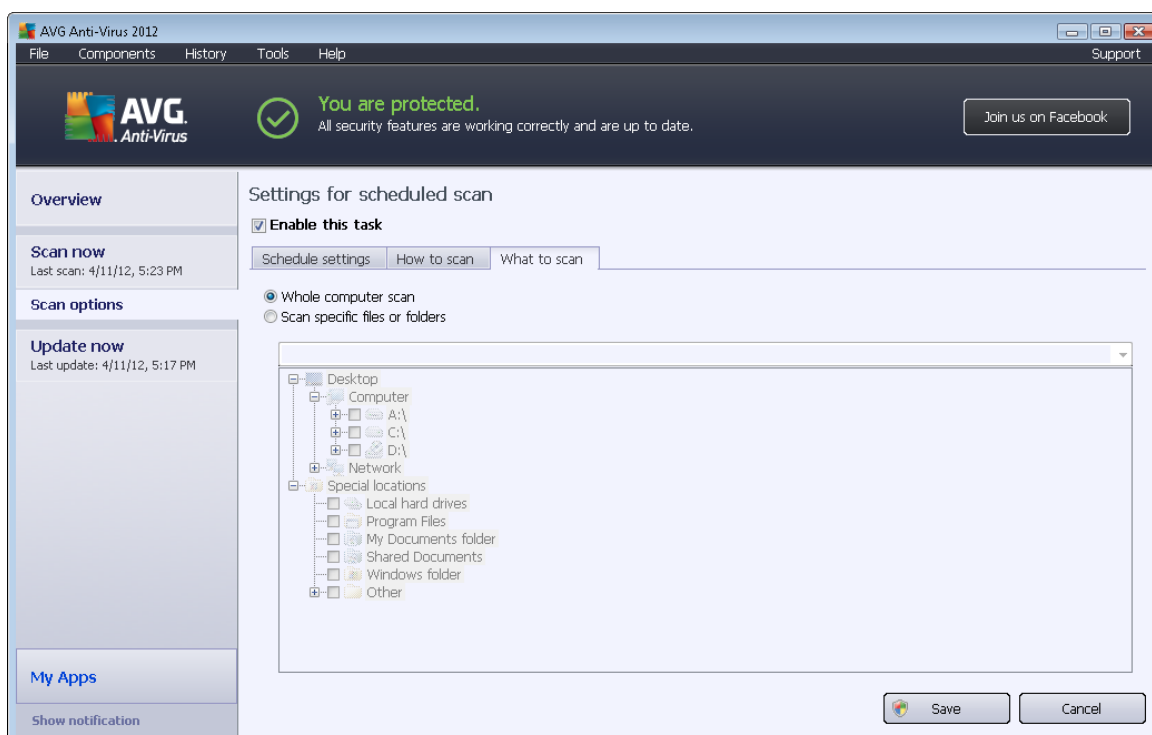 AVG Anti-Virus 2012
File Components History Tools Help Support
AVG.
Anti-Virus
You are protected.
All security features are working correctly and are up to date.
Join us on Facebook
Overview
Scan now
Last scan: 4/11/12, 5:23 PM
Scan options
Update now
Last update: 4/11/12, 5:17 PM
My Apps
Show notification
Settings for scheduled scan
Enable this task
Schedule settings How to scan What to scan
Whole computer scan
Scan specific files or folders
Desktop
Computer
A:\
C:\
D:\
Network
Special locations
Local hard drives
Program Files
My Documents folder
Shared Documents
Windows folder
Other
Save Cancel